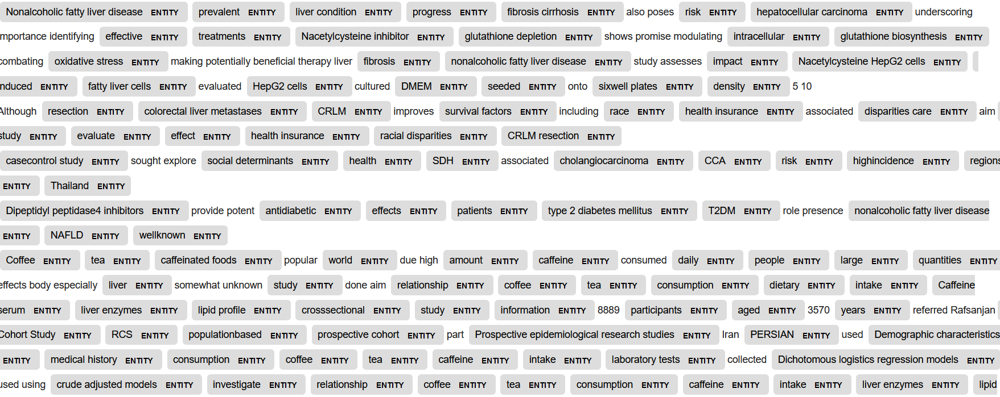 Nonalcoholic fatty liver disease ENTITY prevalent ENTITY liver condition ENTITY progress ENTITY fibrosis cirrhosis ENTITY also poses risk ENTITY hepatocellular carcinoma ENTITY underscoring
mportance identifying effective ENTITY treatments ENTITY Nacetylcysteine inhibitor ENTITY glutathione depletion ENTITY shows promise modulating intracellular ENTITY glutathione biosynthesis ENTITY
combating oxidative stress ENTITY making potentially beneficial therapy liver fibrosis ENTITY nonalcoholic fatty liver disease ENTITY study assesses impact ENTITY Nacetylcysteine HepG2 cells ENTITY
nduced ENTITY fatty liver cells ENTITY evaluated HepG2 cells ENTITY cultured DMEM ENTITY seeded ENTITY onto sixwell plates ENTITY density ENTITY 5 10
Although resection ENTITY colorectal liver metastases ENTITY CRLM ENTITY improves survival factors ENTITY including race ENTITY health insurance ENTITY associated disparities care ENTITY aim
study ENTITY evaluate ENTITY effect ENTITY health insurance ENTITY racial disparities ENTITY CRLM resection ENTITY
casecontrol study ENTITY sought explore social determinants ENTITY health ENTITY SDH ENTITY associated cholangiocarcinoma ENTITY CCA ENTITY risk ENTITY highincidence ENTITY regions
ENTITY Thailand ENTITY
Dipeptidyl peptidase4 inhibitors ENTITY provide potent antidiabetic ENTITY effects ENTITY patients ENTITY type 2 diabetes mellitus ENTITY T2DM ENTITY role presence nonalcoholic fatty liver disease
ENTITY NAFLD ENTITY wellknown ENTITY
Coffee ENTITY tea ENTITY caffeinated foods ENTITY popular world ENTITY due high amount ENTITY caffeine ENTITY consumed daily ENTITY people ENTITY large ENTITY quantities ENTITY
effects body especially liver ENTITY somewhat unknown study ENTITY done aim relationship ENTITY coffee ENTITY tea ENTITY consumption ENTITY dietary ENTITY intake ENTITY Caffeine
serum ENTITY liver enzymes ENTITY lipid profile ENTITY crosssectional ENTITY study ENTITY information ENTITY 8889 participants ENTITY aged ENTITY 3570 years ENTITY referred Rafsanjan
Cohort Study ENTITY RCS ENTITY populationbased ENTITY prospective cohort ENTITY part Prospective epidemiological research studies ENTITY Iran PERSIAN ENTITY used Demographic characteristics
ENTITY medical history ENTITY consumption ENTITY coffee ENTITY tea ENTITY caffeine ENTITY intake ENTITY laboratory tests ENTITY collected Dichotomous logistics regression models ENTITY
used using crude adjusted models ENTITY investigate ENTITY relationship ENTITY coffee ENTITY tea ENTITY consumption ENTITY caffeine ENTITY intake ENTITY liver enzymes ENTITY lipid